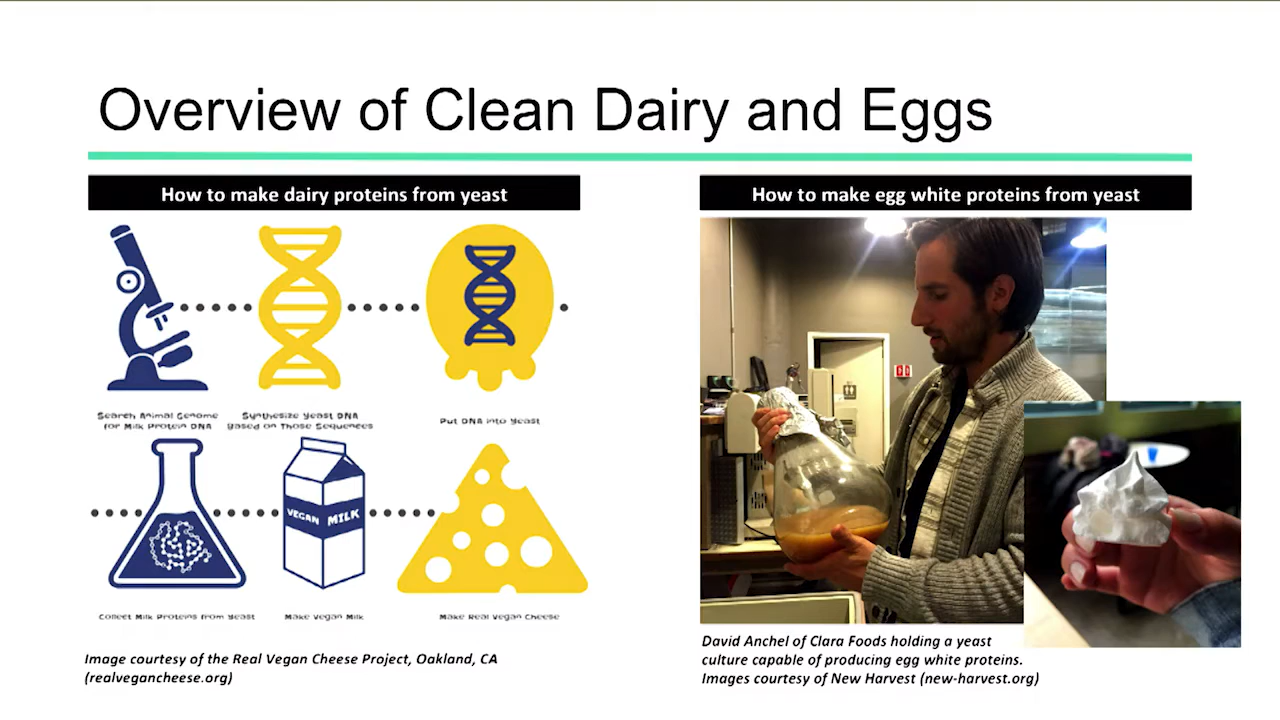 Overview of Clean Dairy and Eggs
How to make dairy proteins from yeast
Search Animal Genome
for Milk Protein DNA
Synthesize Yeast DNA
Based on Those Sequences
Put DNA into Yeast
VEGAN MILK
Collect Milk Proteins from Yeast
Make Vegan Milk
Make Real Vegan Cheese
Image courtesy of the Real Vegan Cheese Project, Oakland, CA
(realvegancheese.org)
How to make egg white proteins from yeast
David Anchel of Clara Foods holding a yeast
culture capable of producing egg white proteins.
Images courtesy of New Harvest (new-harvest.org)